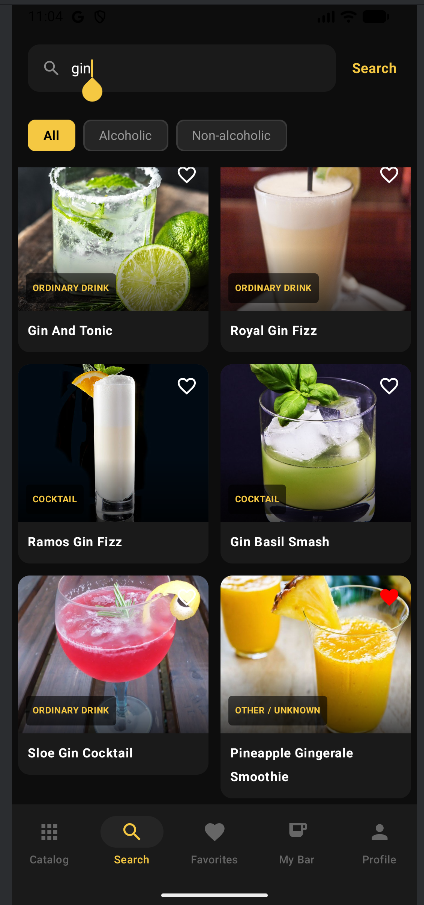 11:04 G
gin
Search
All
Alcoholic
Non-alcoholic
ORDINARY DRINK
ORDINARY DRINK
Gin And Tonic
Royal Gin Fizz
COCKTAIL
COCKTAIL
Ramos Gin Fizz
Gin Basil Smash
ORDINARY DRINK
OTHER / UNKNOWN
Sloe Gin Cocktail
Pineapple Gingerale
Smoothie
Catalog
Search
Favorites
My Bar
Profile